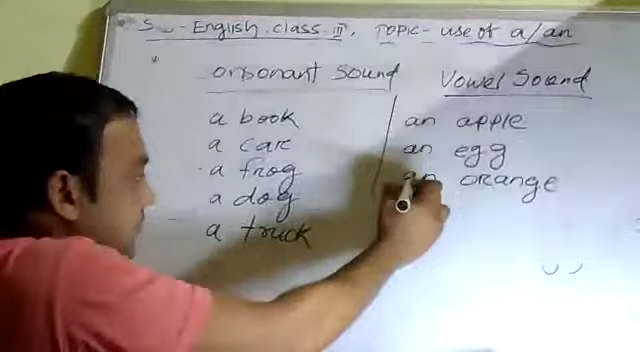 English. class III, TOPIC - use of a/an
onsonant Sound
Vowel Sound
a book
an apple
a car
an egg
a frog
an orange
a dog
a truck